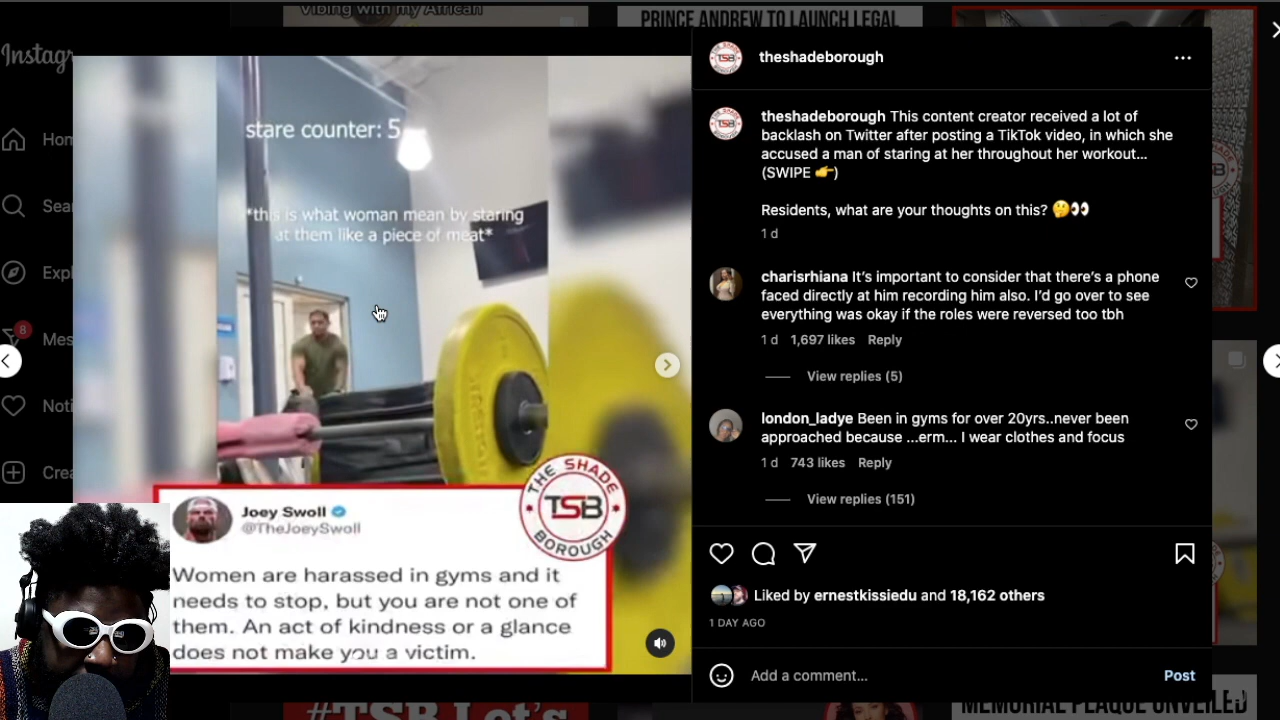 Vibing with my African
PRINCE ANDREW TO LAUNCH LEGAL
Instagr
Hom
Sear
Expl
8
Mes
Noti
Crea
stare counter: 5
*this is what woman mean by staring
at them like a piece of meat*
THE SHADE
TSB
BOROUGH
Joey Swoll
@TheJoeySwoll
Women are harassed in gyms and it
needs to stop, but you are not one of
them. An act of kindness or a glance
does not make you a victim.
#TSB Let's
theshadeborough
theshadeborough This content creator received a lot of
backlash on Twitter after posting a TikTok video, in which she
accused a man of staring at her throughout her workout...
(SWIPE 👉)
Residents, what are your thoughts on this? 🤔👀
1 d
charisrhiana It's important to consider that there's a phone
faced directly at him recording him also. I'd go over to see
everything was okay if the roles were reversed too tbh
1 d 1,697 likes Reply
View replies (5)
london_ladye Been in gyms for over 20yrs..never been
approached because ...erm... I wear clothes and focus
1 d 743 likes Reply
View replies (151)
Liked by ernestkissiedu and 18,162 others
1 DAY AGO
Add a comment...
Post
MEMORIAL PLAQUE UNVEILED